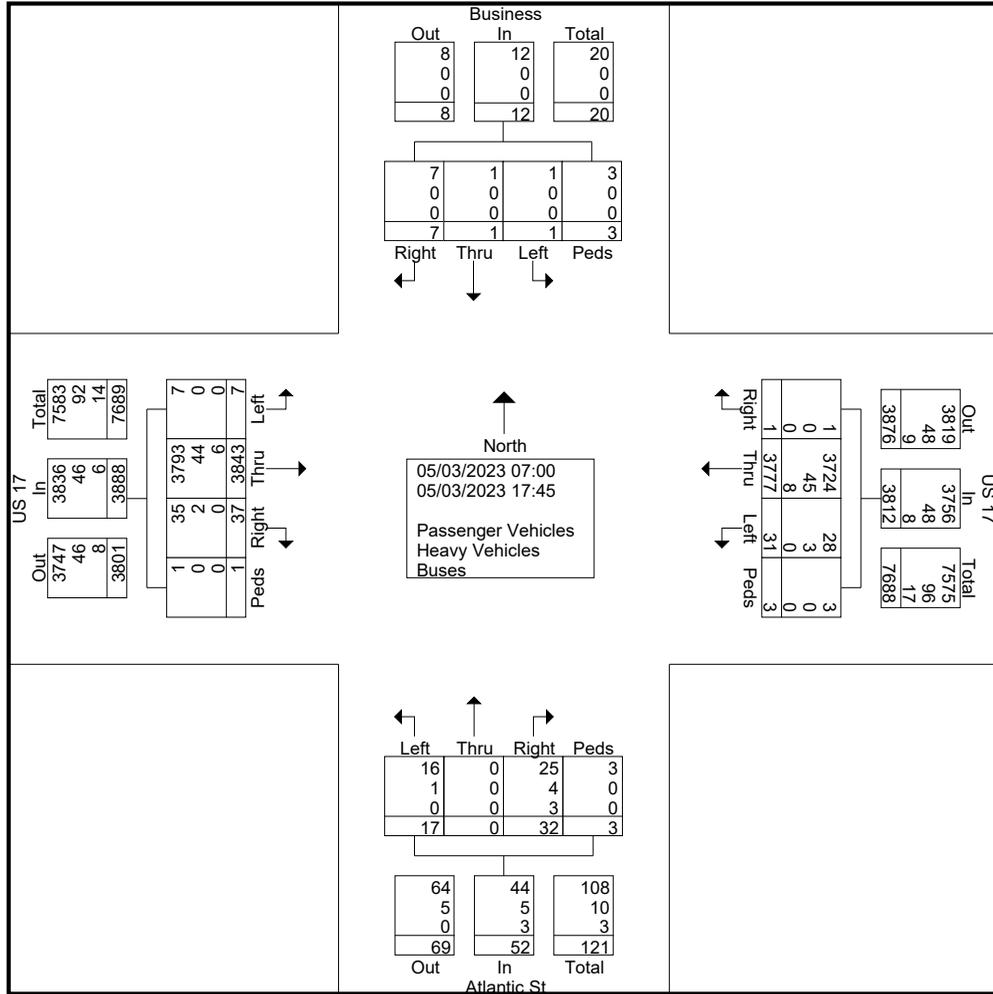 Business
Out In Total
8 12 20
0 0 0
0 0 0
8 12 20
7 1 1 3
0 0 0 0
0 0 0 0
7 1 1 3
Right Thru Left Peds
US 17
Total In Out
7583 3836 3747
92 46 46
14 6 8
7689 3888 3801
Left Thru Right Peds
7 3793 35 1
0 44 2 0
0 6 0 0
7 3843 37 1
North
05/03/2023 07:00
05/03/2023 17:45
Passenger Vehicles
Heavy Vehicles
Buses
Right Thru Left Peds
1 3724 28 3
0 45 3 0
0 8 0 0
1 3777 31 3
Out In Total
3819 3756 7575
48 48 96
9 8 17
3876 3812 7688
US 17
Left Thru Right Peds
16 0 25 3
1 0 4 0
0 0 3 0
17 0 32 3
64 44 108
5 5 10
0 3 3
69 52 121
Out In Total
Atlantic St